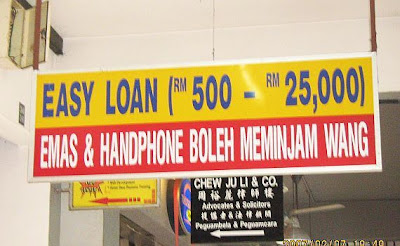 EASY LOAN (RM 500 - RM 25,000)
EMAS & HANDPHONE BOLEH MEMINJAM WANG
CHEW JU LI & CO.
Advocates & Solicitors
Peguambela & Peguamcara